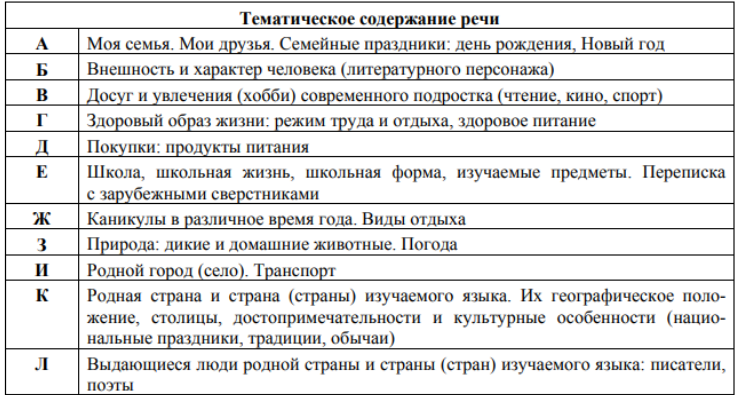 Тематическое содержание речи
А Моя семья. Мои друзья. Семейные праздники: день рождения, Новый год
Б Внешность и характер человека (литературного персонажа)
В Досуг и увлечения (хобби) современного подростка (чтение, кино, спорт)
Г Здоровый образ жизни: режим труда и отдыха, здоровое питание
Д Покупки: продукты питания
Е Школа, школьная жизнь, школьная форма, изучаемые предметы. Переписка
с зарубежными сверстниками
Ж Каникулы в различное время года. Виды отдыха
З Природа: дикие и домашние животные. Погода
И Родной город (село). Транспорт
К Родная страна и страна (страны) изучаемого языка. Их географическое поло-
жение, столицы, достопримечательности и культурные особенности (нацио-
нальные праздники, традиции, обычаи)
Л Выдающиеся люди родной страны и страны (стран) изучаемого языка: писатели,
поэты